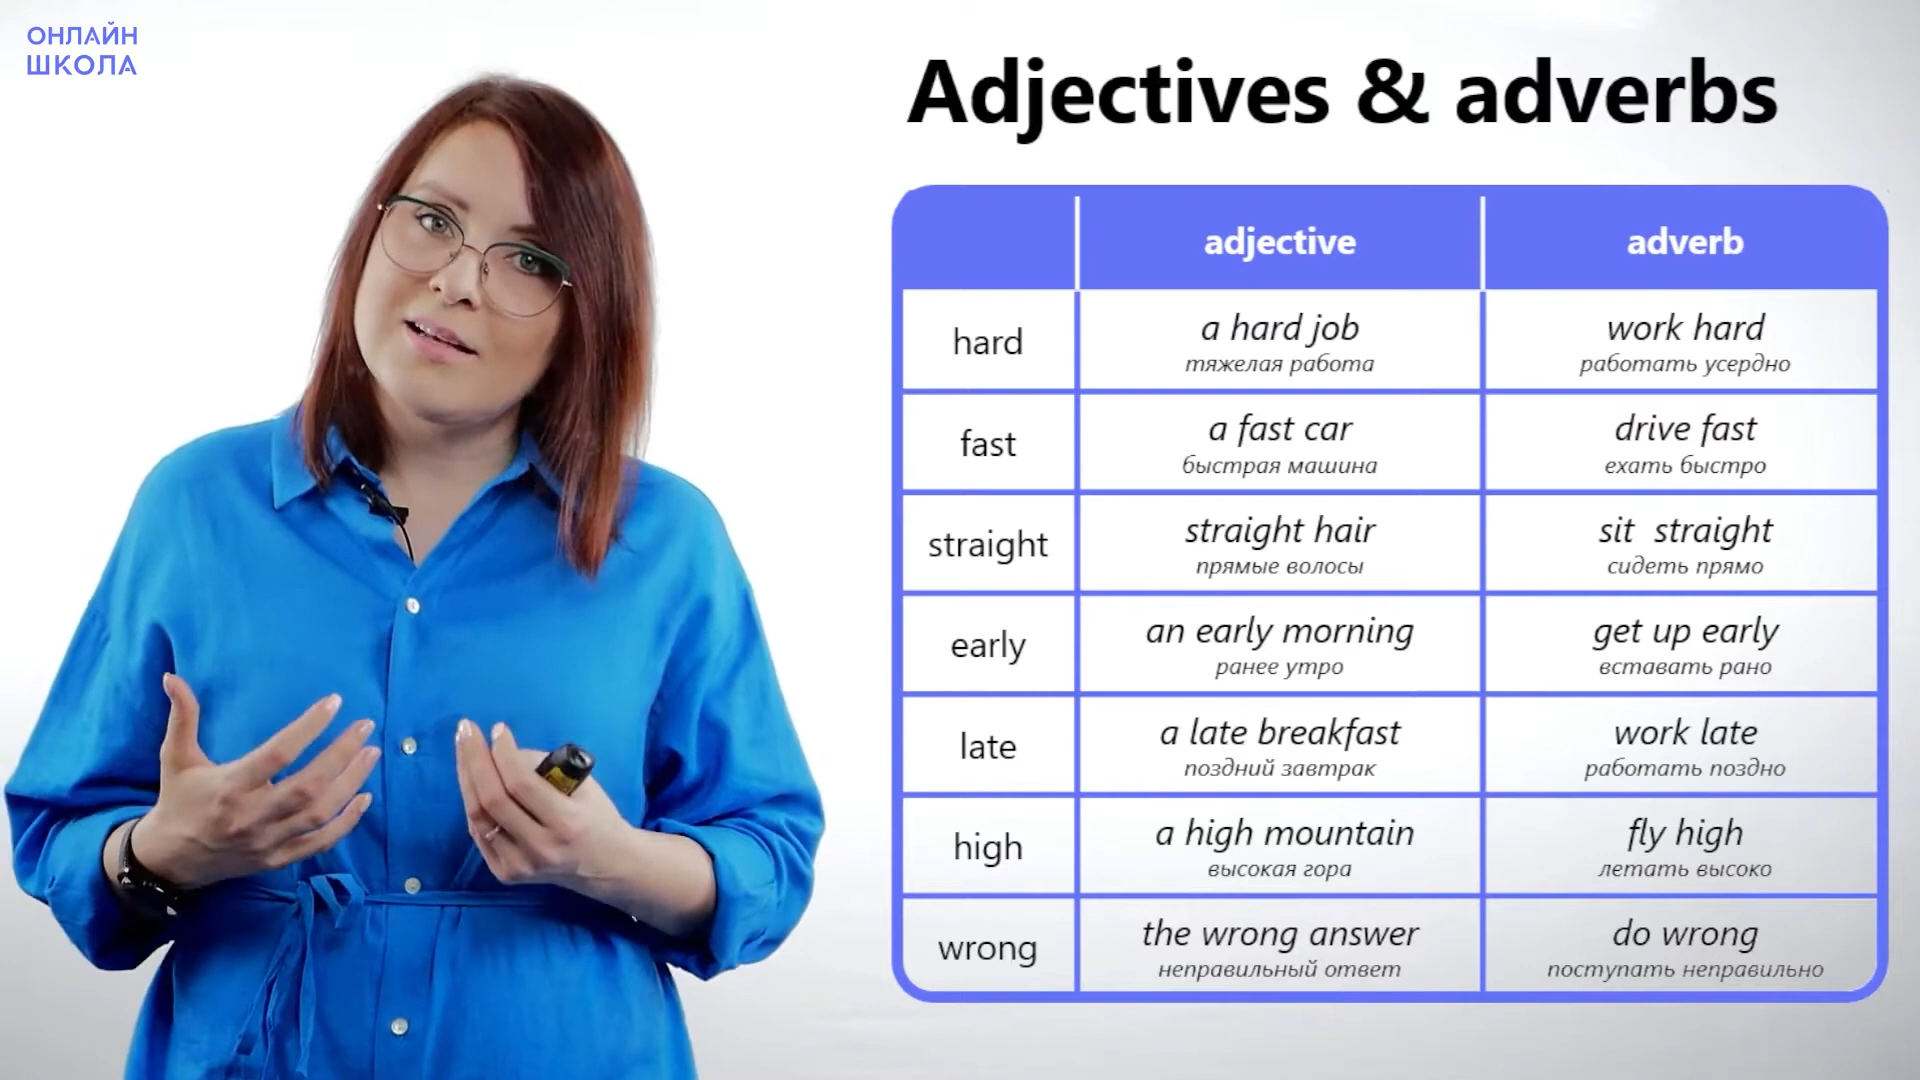 ОНЛАЙН
ШКОЛА
Adjectives & adverbs
adjective adverb
hard
a hard job
тяжелая работа
work hard
работать усердно
fast
a fast car
быстрая машина
drive fast
ехать быстро
straight
straight hair
прямые волосы
sit straight
сидеть прямо
early
an early morning
ранее утро
get up early
вставать рано
late
a late breakfast
поздний завтрак
work late
работать поздно
high
a high mountain
высокая гора
fly high
летать высоко
wrong
the wrong answer
неправильный ответ
do wrong
поступать неправильно